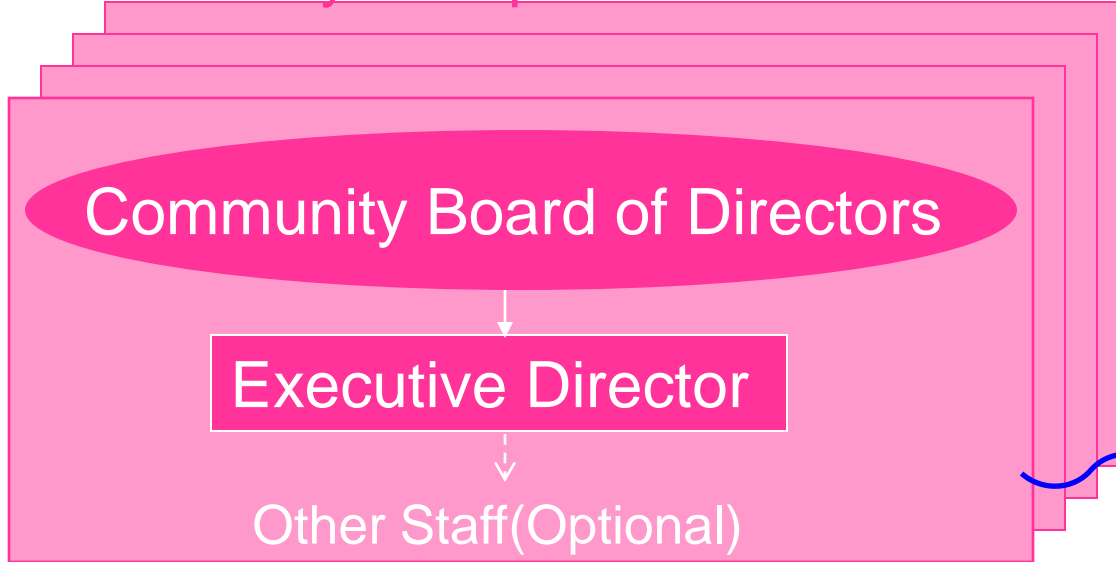 Community Board of Directors
Executive Director
Other Staff(Optional)